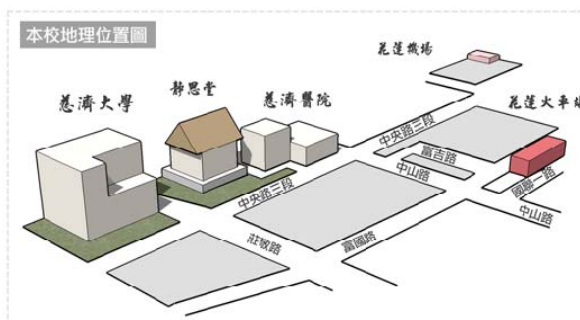 本校地理位置圖
花蓮機場
靜思堂
慈濟大學
慈濟醫院
花蓮火車
中央路三段
富吉路
中山路
國聯一路
中央路三段
中山路
莊敬路
富國路